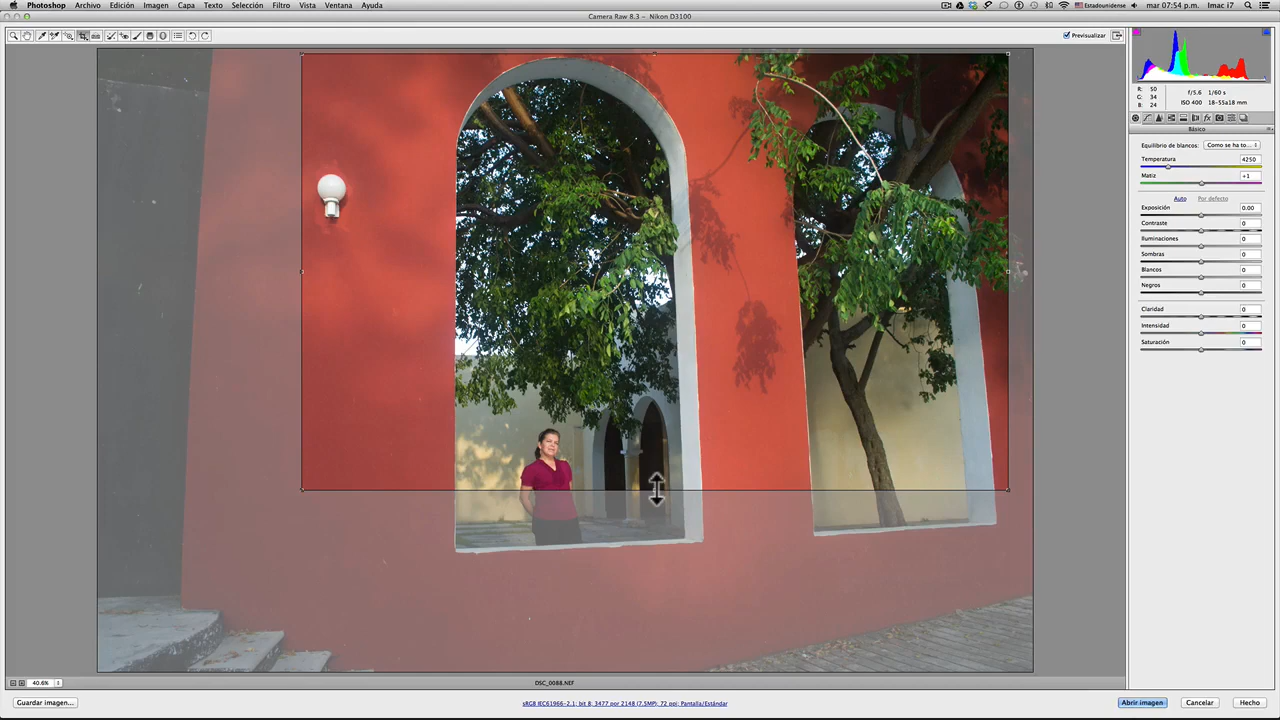 Photoshop Archivo Edición Imagen Capa Texto Selección Filtro Vista Ventana Ayuda
Estadounidense mar 07:54 p.m. Imac i7
Camera Raw 8.3 - Nikon D3100
Previsualizar
R: 50
G: 34
B: 24
f/5.6 1/60 s
ISO 400 18-55a18 mm
Básico
Equilibrio de blancos: Como se ha to...
Temperatura 4250
Matiz +1
Auto Por defecto
Exposición 0.00
Contraste 0
Iluminaciones 0
Sombras 0
Blancos 0
Negros 0
Claridad 0
Intensidad 0
Saturación 0
40.6% DSC_0088.NEF
Guardar imagen... sRGB IEC61966-2.1; bit 8; 3477 por 2148 (7.5MP); 72 ppi; Pantalla/Estándar Abrir imagen Cancelar Hecho